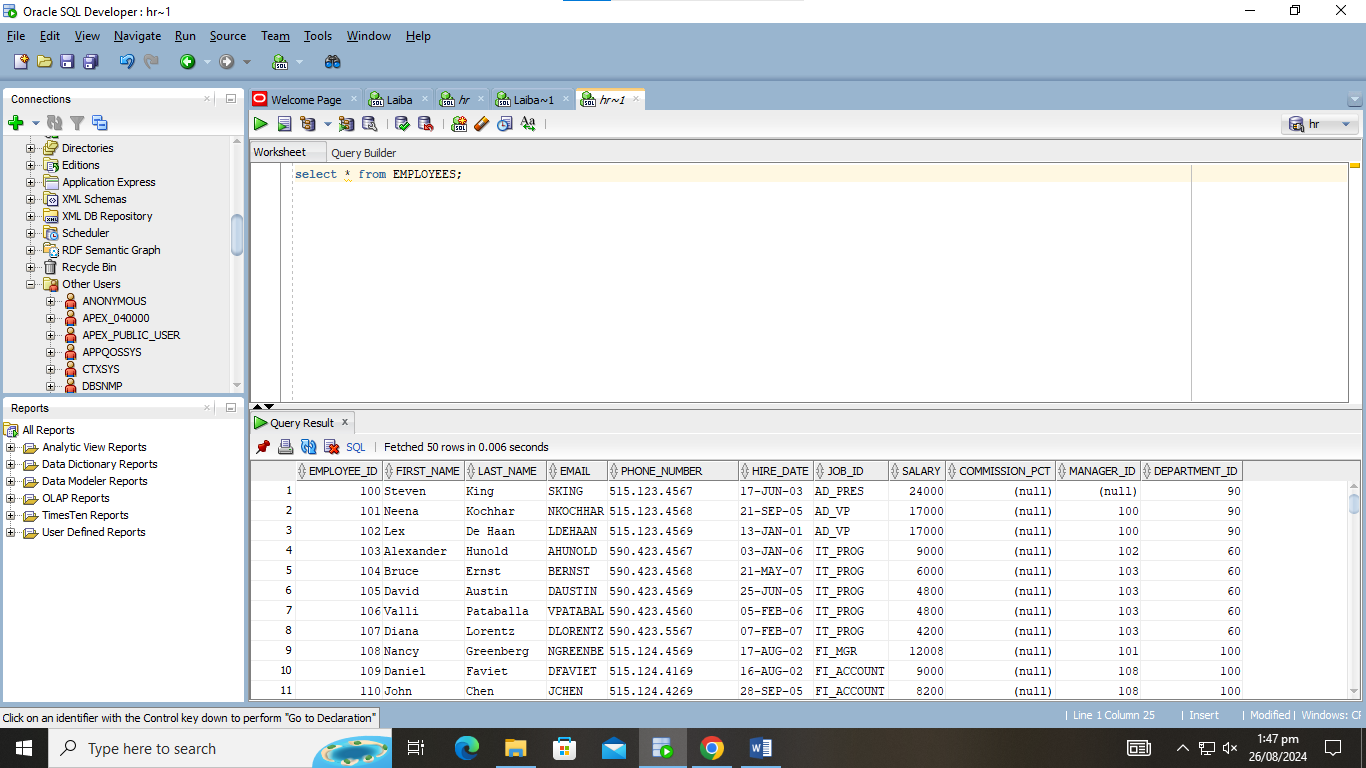 Oracle SQL Developer : hr~1
File Edit View Navigate Run Source Team Tools Window Help
Connections
Directories
Editions
Application Express
XML Schemas
XML DB Repository
Scheduler
RDF Semantic Graph
Recycle Bin
Other Users
ANONYMOUS
APEX_040000
APEX_PUBLIC_USER
APPQOSSYS
CTXSYS
DBSNMP
Reports
All Reports
Analytic View Reports
Data Dictionary Reports
Data Modeler Reports
OLAP Reports
TimesTen Reports
User Defined Reports
Welcome Page Laiba hr Laiba~1 hr~1
hr
Worksheet Query Builder
select * from EMPLOYEES;
Query Result
SQL | Fetched 50 rows in 0.006 seconds
EMPLOYEE_ID FIRST_NAME LAST_NAME EMAIL PHONE_NUMBER HIRE_DATE JOB_ID SALARY COMMISSION_PCT MANAGER_ID DEPARTMENT_ID
1 100 Steven King SKING 515.123.4567 17-JUN-03 AD_PRES 24000 (null) (null) 90
2 101 Neena Kochhar NKOCHHAR 515.123.4568 21-SEP-05 AD_VP 17000 (null) 100 90
3 102 Lex De Haan LDEHAAN 515.123.4569 13-JAN-01 AD_VP 17000 (null) 100 90
4 103 Alexander Hunold AHUNOLD 590.423.4567 03-JAN-06 IT_PROG 9000 (null) 102 60
5 104 Bruce Ernst BERNST 590.423.4568 21-MAY-07 IT_PROG 6000 (null) 103 60
6 105 David Austin DAUSTIN 590.423.4569 25-JUN-05 IT_PROG 4800 (null) 103 60
7 106 Valli Pataballa VPATABAL 590.423.4560 05-FEB-06 IT_PROG 4800 (null) 103 60
8 107 Diana Lorentz DLORENTZ 590.423.5567 07-FEB-07 IT_PROG 4200 (null) 103 60
9 108 Nancy Greenberg NGREENBE 515.124.4569 17-AUG-02 FI_MGR 12008 (null) 101 100
10 109 Daniel Faviet DFAVIET 515.124.4169 16-AUG-02 FI_ACCOUNT 9000 (null) 108 100
11 110 John Chen JCHEN 515.124.4269 28-SEP-05 FI_ACCOUNT 8200 (null) 108 100
Click on an identifier with the Control key down to perform "Go to Declaration"
| Line 1 Column 25 | Insert | Modified | Windows: CF
Type here to search
1:47 pm
26/08/2024